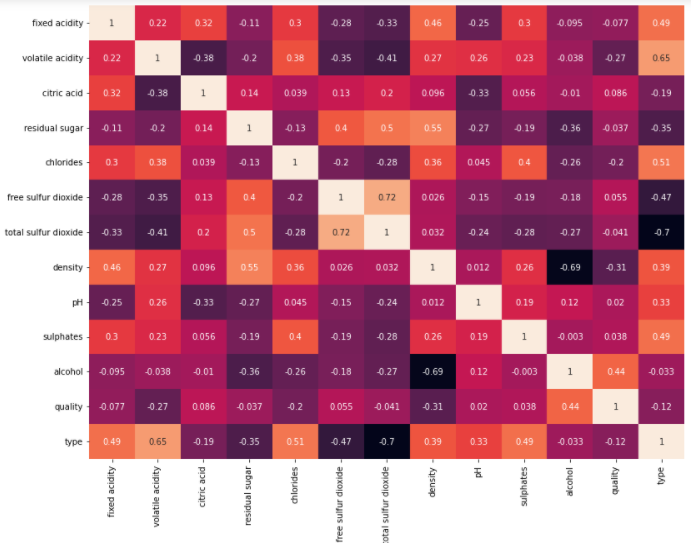 fixed acidity 1 0.22 0.32 -0.11 0.3 -0.28 -0.33 0.46 -0.25 0.3 -0.095 -0.077 0.49
volatile acidity 0.22 1 -0.38 -0.2 0.38 -0.35 -0.41 0.27 0.26 0.23 -0.038 -0.27 0.65
citric acid 0.32 -0.38 1 0.14 0.039 0.13 0.2 0.096 -0.33 0.056 -0.01 0.086 -0.19
residual sugar -0.11 -0.2 0.14 1 -0.13 0.4 0.5 0.55 -0.27 -0.19 -0.36 -0.037 -0.35
chlorides 0.3 0.38 0.039 -0.13 1 -0.2 -0.28 0.36 0.045 0.4 -0.26 -0.2 0.51
free sulfur dioxide -0.28 -0.35 0.13 0.4 -0.2 1 0.72 0.026 -0.15 -0.19 -0.18 0.055 -0.47
total sulfur dioxide -0.33 -0.41 0.2 0.5 -0.28 0.72 1 0.032 -0.24 -0.28 -0.27 -0.041 -0.7
density 0.46 0.27 0.096 0.55 0.36 0.026 0.032 1 0.012 0.26 -0.69 -0.31 0.39
pH -0.25 0.26 -0.33 -0.27 0.045 -0.15 -0.24 0.012 1 0.19 0.12 0.02 0.33
sulphates 0.3 0.23 0.056 -0.19 0.4 -0.19 -0.28 0.26 0.19 1 -0.003 0.038 0.49
alcohol -0.095 -0.038 -0.01 -0.36 -0.26 -0.18 -0.27 -0.69 0.12 -0.003 1 0.44 -0.033
quality -0.077 -0.27 0.086 -0.037 -0.2 0.055 -0.041 -0.31 0.02 0.038 0.44 1 -0.12
type 0.49 0.65 -0.19 -0.35 0.51 -0.47 -0.7 0.39 0.33 0.49 -0.033 -0.12 1
fixed acidity
volatile acidity
citric acid
residual sugar
chlorides
free sulfur dioxide
total sulfur dioxide
density
pH
sulphates
alcohol
quality
type